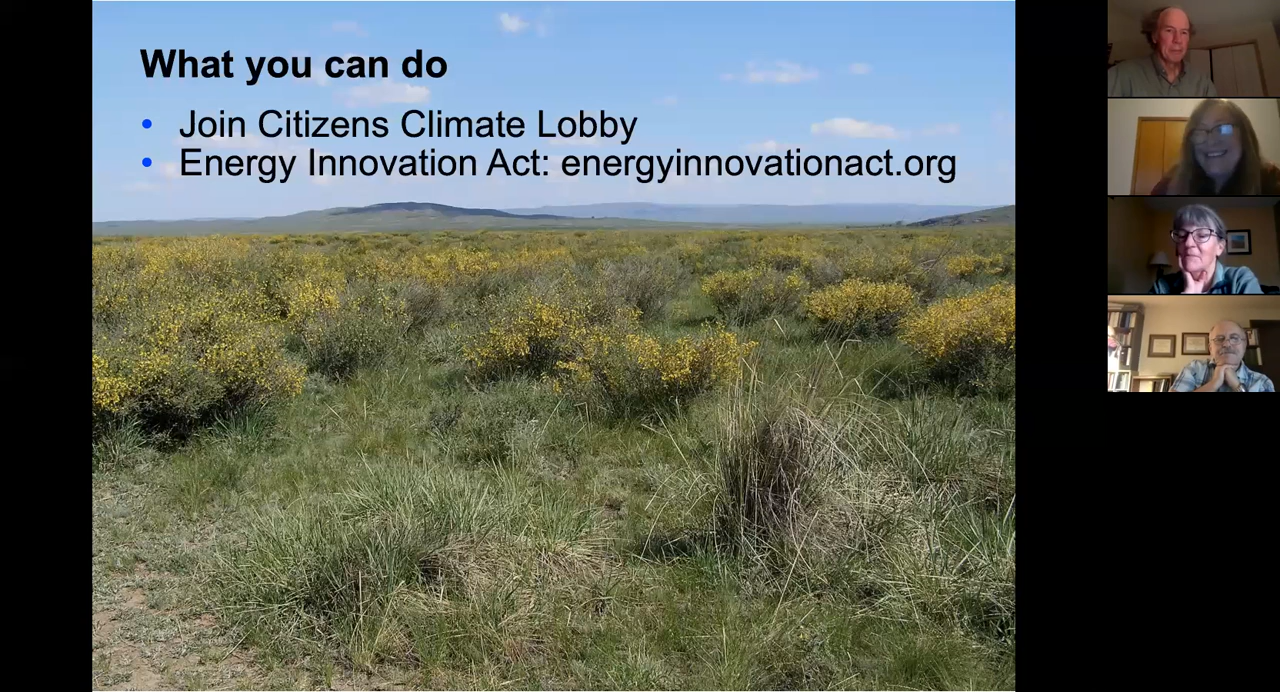 What you can do
• Join Citizens Climate Lobby
• Energy Innovation Act: energyinnovationact.org